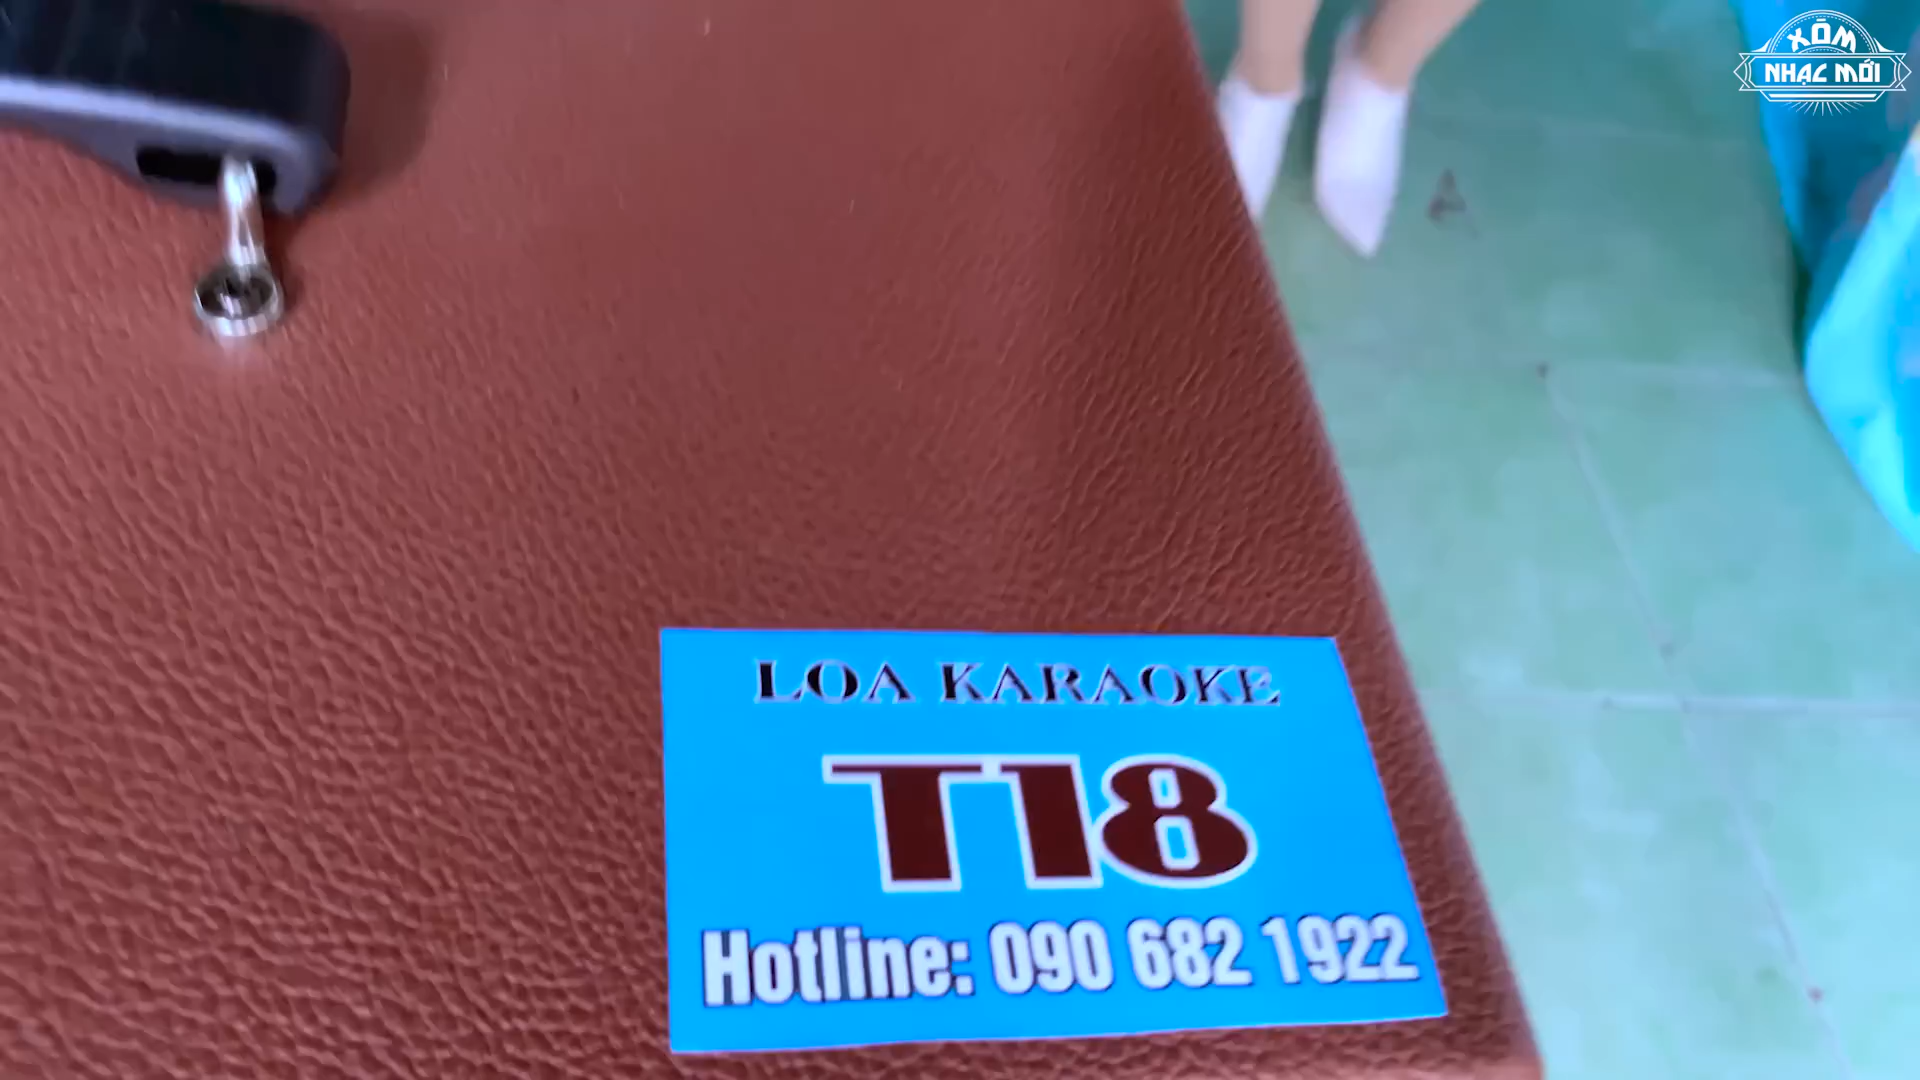 XÓM
NHẠC MỚI
LOA KARAOKE
T18
Hotline: 090 682 1922